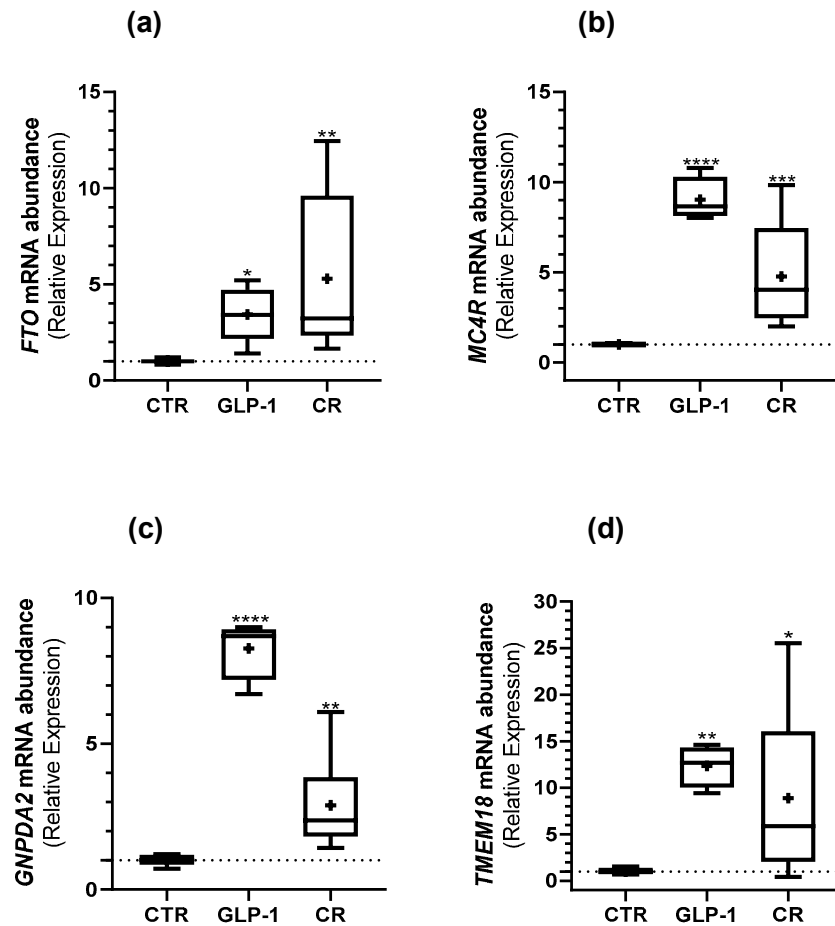 (a)
FTO mRNA abundance
(Relative Expression)
15
10
5
0
*
**
CTR GLP-1 CR
(b)
MC4R mRNA abundance
(Relative Expression)
15
10
5
0
****
***
CTR GLP-1 CR
(c)
GNPDA2 mRNA abundance
(Relative Expression)
10
5
0
****
**
CTR GLP-1 CR
(d)
TMEM18 mRNA abundance
(Relative Expression)
30
25
20
15
10
5
0
**
*
CTR GLP-1 CR